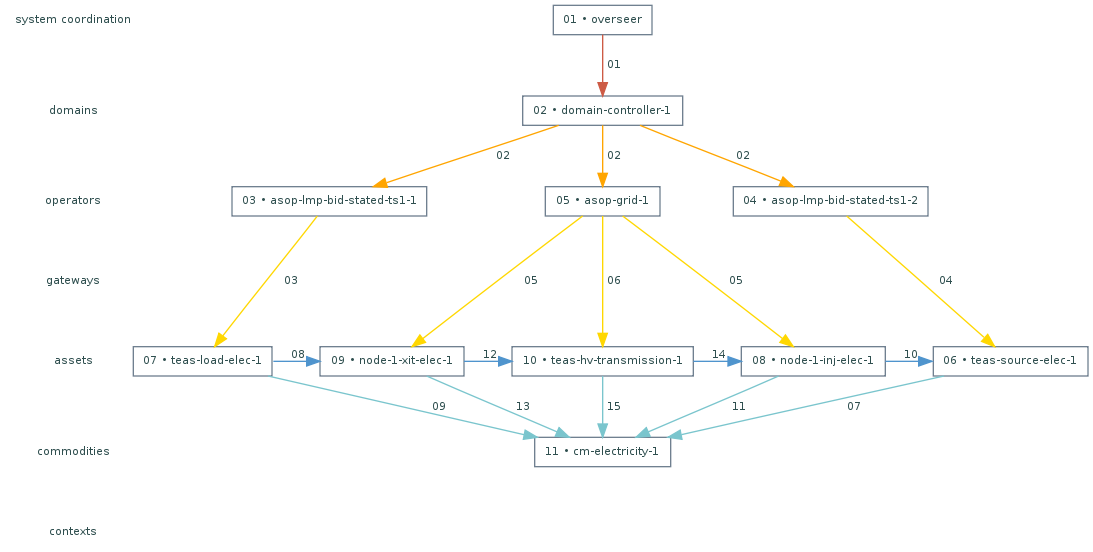 system coordination
01 • overseer
01
domains
02 • domain-controller-1
02
02
02
operators
03 • asop-lmp-bid-stated-ts1-1
05 • asop-grid-1
04 • asop-lmp-bid-stated-ts1-2
gateways
03
05
06
05
04
assets
07 • teas-load-elec-1
08
09 • node-1-xit-elec-1
12
10 • teas-hv-transmission-1
14
08 • node-1-inj-elec-1
10
06 • teas-source-elec-1
09
13
15
11
07
commodities
11 • cm-electricity-1
contexts